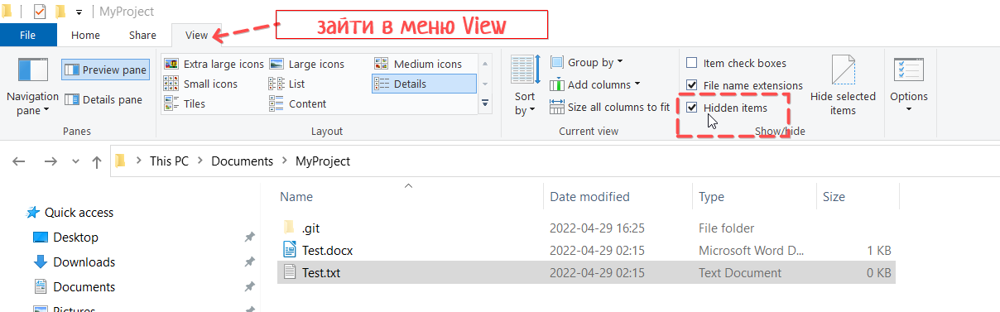 MyProject
зайти в меню View
File Home Share View
Navigation pane
Preview pane
Details pane
Panes
Extra large icons Large icons Medium icons
Small icons List Details
Tiles Content
Layout
Sort by
Group by
Add columns
Size all columns to fit
Current view
Item check boxes
File name extensions
Hidden items
Hide selected items
Show/hide
Options
This PC Documents MyProject
Name Date modified Type Size
Quick access
Desktop
Downloads
Documents
Pictures
.git 2022-04-29 16:25 File folder
Test.docx 2022-04-29 02:15 Microsoft Word D... 1 KB
Test.txt 2022-04-29 02:15 Text Document 0 KB